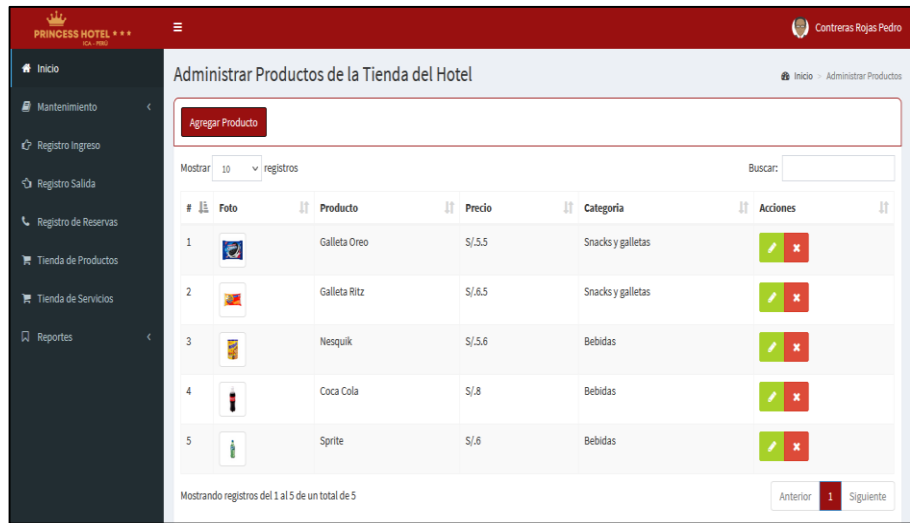 PRINCESS HOTEL ★ ★ ★
ICA - PERÚ
Contreras Rojas Pedro
Inicio
Mantenimiento
Registro Ingreso
Registro Salida
Registro de Reservas
Tienda de Productos
Tienda de Servicios
Reportes
Administrar Productos de la Tienda del Hotel
Inicio > Administrar Productos
Agregar Producto
Mostrar 10 registros
Buscar:
# Foto Producto Precio Categoria Acciones
1 Galleta Oreo S/.5.5 Snacks y galletas
2 Galleta Ritz S/.6.5 Snacks y galletas
3 Nesquik S/.5.6 Bebidas
4 Coca Cola S/.8 Bebidas
5 Sprite S/.6 Bebidas
Mostrando registros del 1 al 5 de un total de 5
Anterior 1 Siguiente